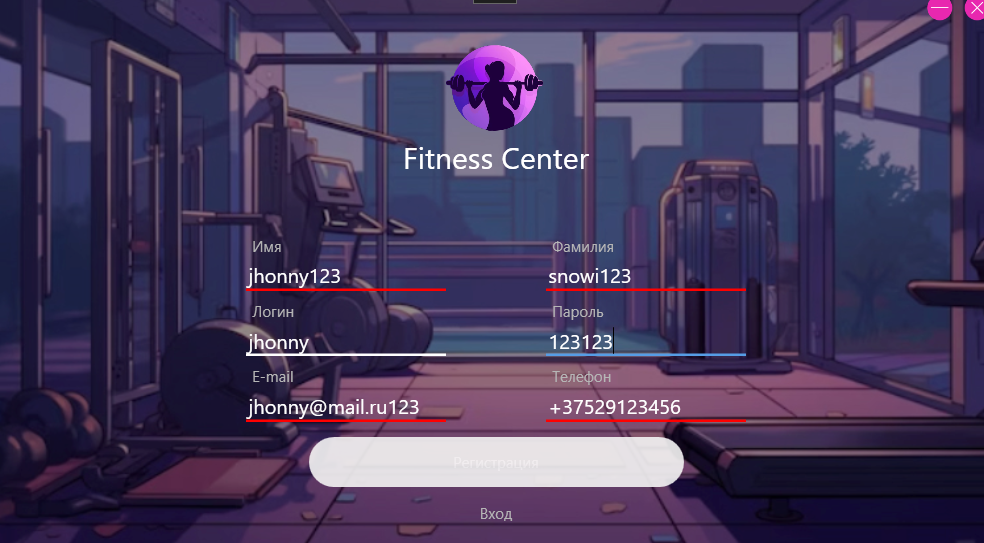 Fitness Center
Имя
Фамилия
jhonny123
snowi123
Логин
Пароль
jhonny
123123
E-mail
Телефон
jhonny@mail.ru123
+37529123456
Регистрация
Вход